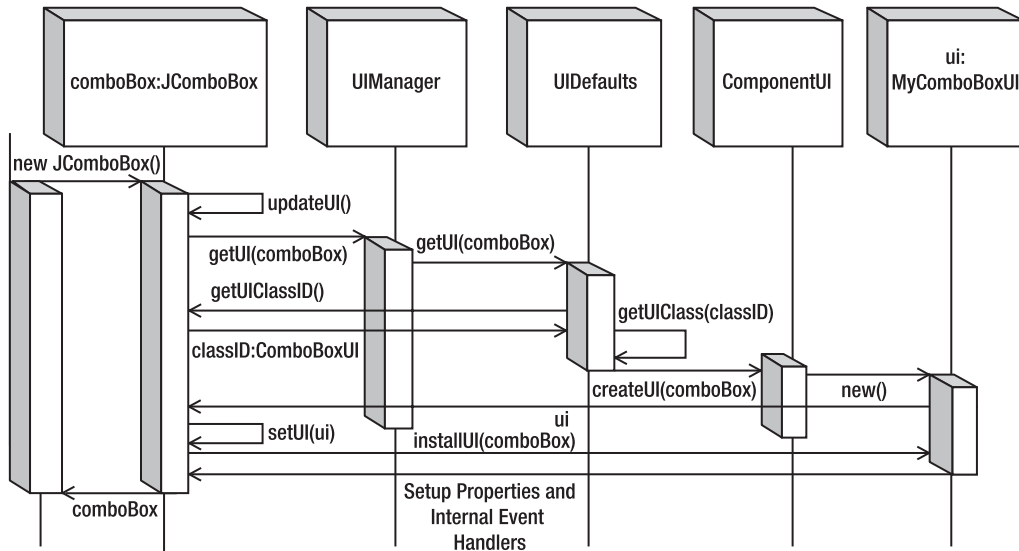 comboBox:JComboBox
UIManager
UIDefaults
ComponentUI
ui:
MyComboBoxUI
new JComboBox()
updateUI()
getUI(comboBox)
getUI(comboBox)
getUIClassID()
getUIClass(classID)
classID:ComboBoxUI
createUI(comboBox)
new()
ui
setUI(ui)
installUI(comboBox)
comboBox
Setup Properties and
Internal Event
Handlers